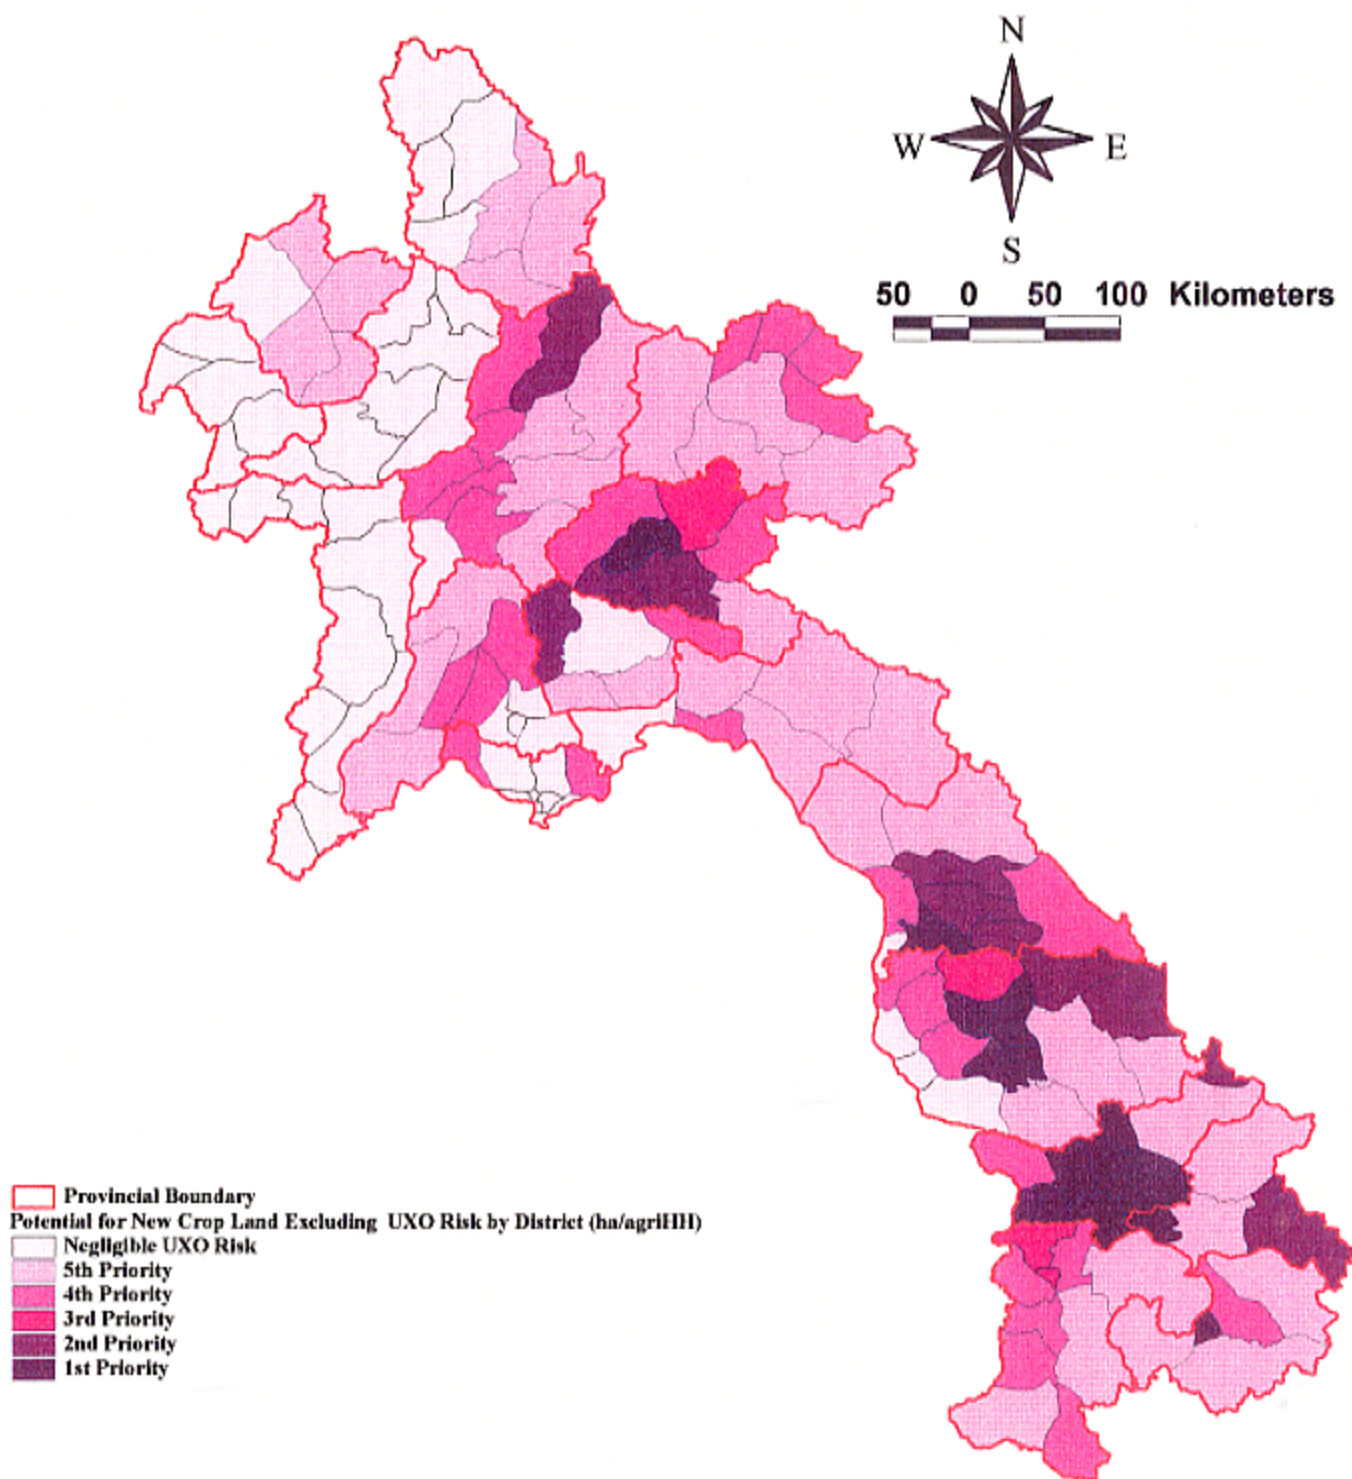 N
W E
S
50 0 50 100 Kilometers
Provincial Boundary
Potential for New Crop Land Excluding UXO Risk by District (ha/agriHH)
Negligible UXO Risk
5th Priority
4th Priority
3rd Priority
2nd Priority
1st Priority